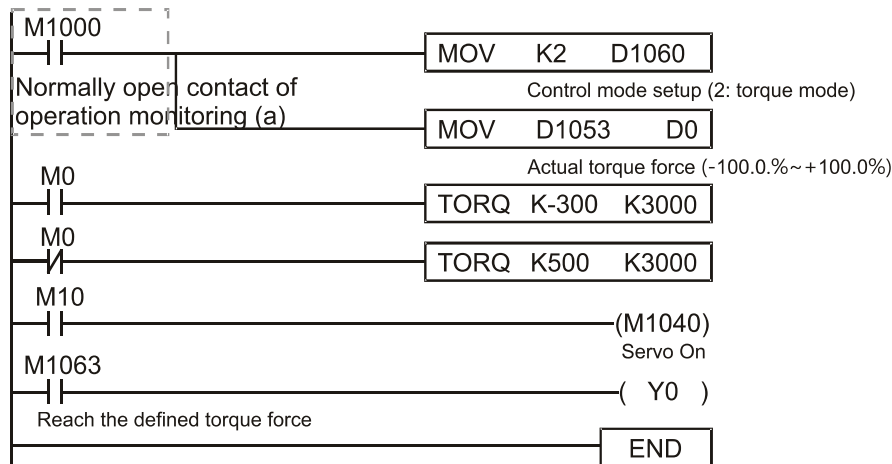 M1000
MOV K2 D1060
Normally open contact of
operation monitoring (a)
Control mode setup (2: torque mode)
MOV D1053 D0
Actual torque force (-100.0.%~+100.0%)
M0
TORQ K-300 K3000
M0
TORQ K500 K3000
M10
(M1040)
Servo On
M1063
( Y0 )
Reach the defined torque force
END